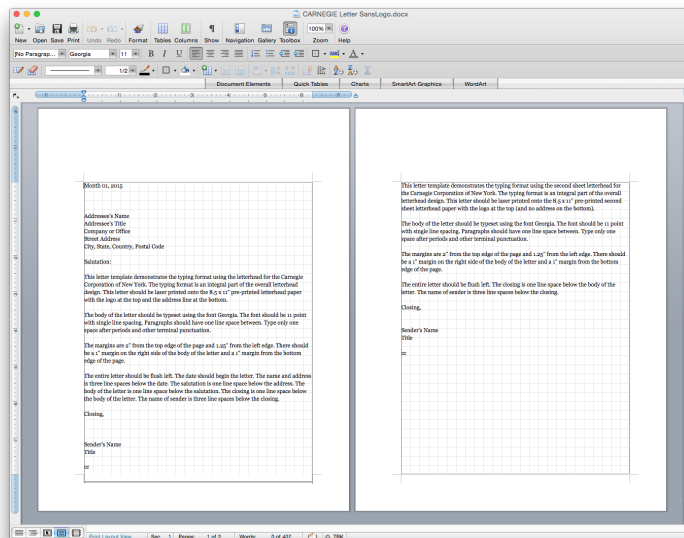 CARNEGIE Letter SansLogo.docx
New Open Save Print Undo Redo Format Tables Columns Show Navigation Gallery Toolbox Zoom Help
100%
[No Paragrap... Georgia 11 B I U
1/2
Document Elements Quick Tables Charts SmartArt Graphics WordArt
Month 01, 2015
Addressee's Name
Addressee's Title
Company or Office
Street Address
City, State, Country, Postal Code
Salutation:
This letter template demonstrates the typing format using the letterhead for the Carnegie
Corporation of New York. The typing format is an integral part of the overall letterhead
design. This letter should be laser printed onto the 8.5 x 11" pre-printed letterhead paper
with the logo at the top and the address line at the bottom.
The body of the letter should be typeset using the font Georgia. The font should be 11 point
with single line spacing. Paragraphs should have one line space between. Type only one
space after periods and other terminal punctuation.
The margins are 2" from the top edge of the page and 1.25" from the left edge. There should
be a 1" margin on the right side of the body of the letter and a 1" margin from the bottom
edge of the page.
The entire letter should be flush left. The date should begin the letter. The name and address
is three line spaces below the date. The salutation is one line space below the address. The
body of the letter is one line space below the salutation. The closing is one line space below
the body of the letter. The name of sender is three line spaces below the closing.
Closing,
Sender's Name
Title
cc
This letter template demonstrates the typing format using the second sheet letterhead for
the Carnegie Corporation of New York. The typing format is an integral part of the overall
letterhead design. This letter should be laser printed onto the 8.5 x 11" pre-printed second
sheet letterhead paper with the logo at the top (and no address on the bottom).
The body of the letter should be typeset using the font Georgia. The font should be 11 point
with single line spacing. Paragraphs should have one line space between. Type only one
space after periods and other terminal punctuation.
The margins are 2" from the top edge of the page and 1.25" from the left edge. There should
be a 1" margin on the right side of the body of the letter and a 1" margin from the bottom
edge of the page.
The entire letter should be flush left. The closing is one line space below the body of the
letter. The name of sender is three line spaces below the closing.
Closing,
Sender's Name
Title
cc
Print Layout View Sec 1 Pages: 1 of 2 Words: 0 of 407 TRK